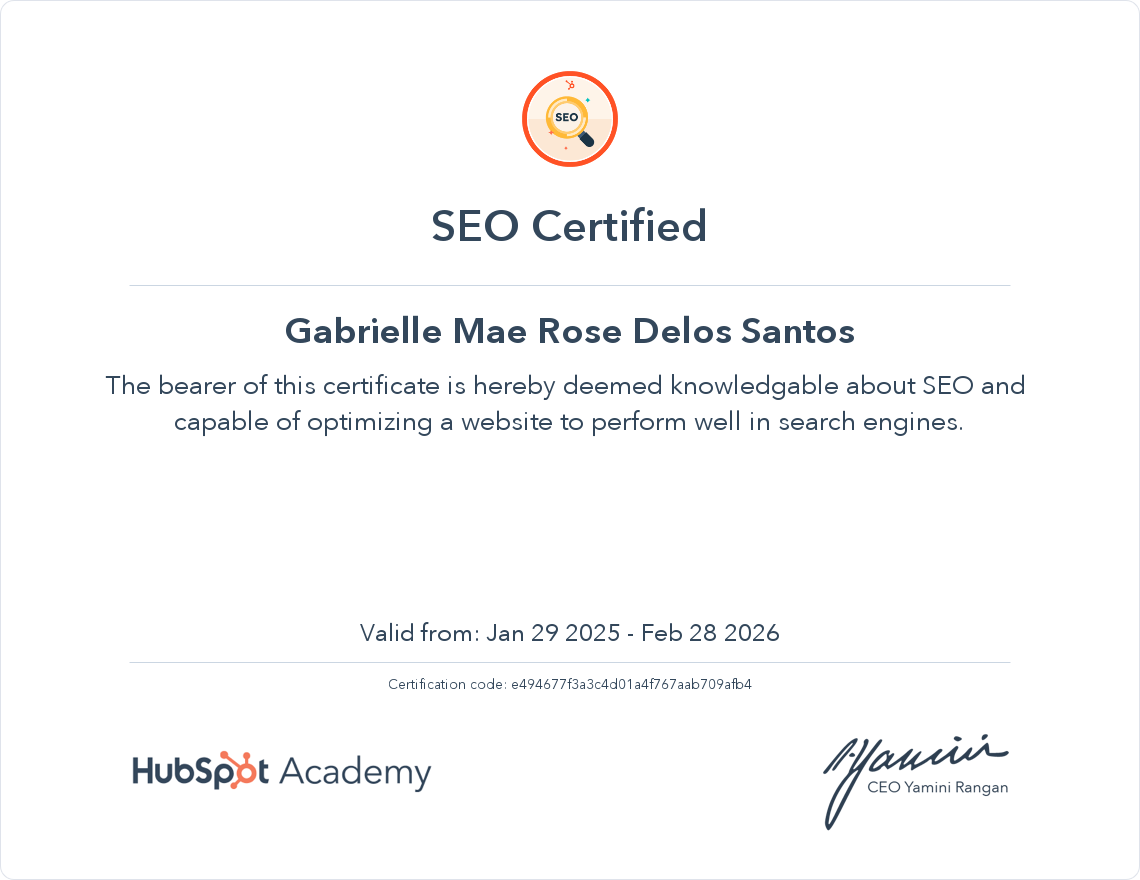 SEO
SEO Certified
Gabrielle Mae Rose Delos Santos
The bearer of this certificate is hereby deemed knowledgable about SEO and
capable of optimizing a website to perform well in search engines.
Valid from: Jan 29 2025 - Feb 28 2026
Certification code: e494677f3a3c4d01a4f767aab709afb4
HubSpot Academy
Y.Yamini
CEO Yamini Rangan